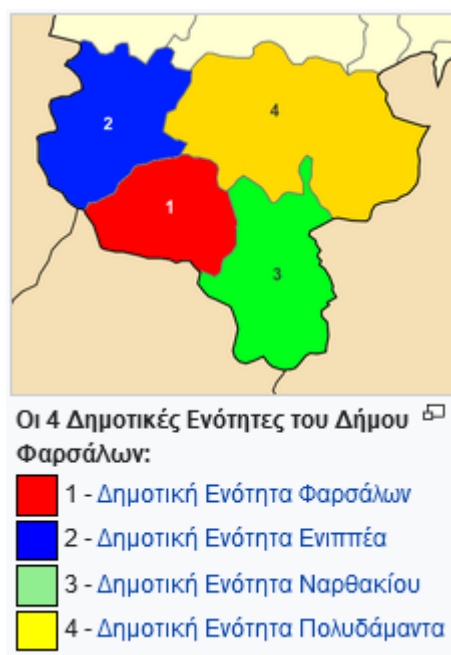 2
4
1
3
Οι 4 Δημοτικές Ενότητες του Δήμου
Φαρσάλων:
1 - Δημοτική Ενότητα Φαρσάλων
2 - Δημοτική Ενότητα Ενιππέα
3 - Δημοτική Ενότητα Ναρθακίου
4 - Δημοτική Ενότητα Πολυδάμαντα